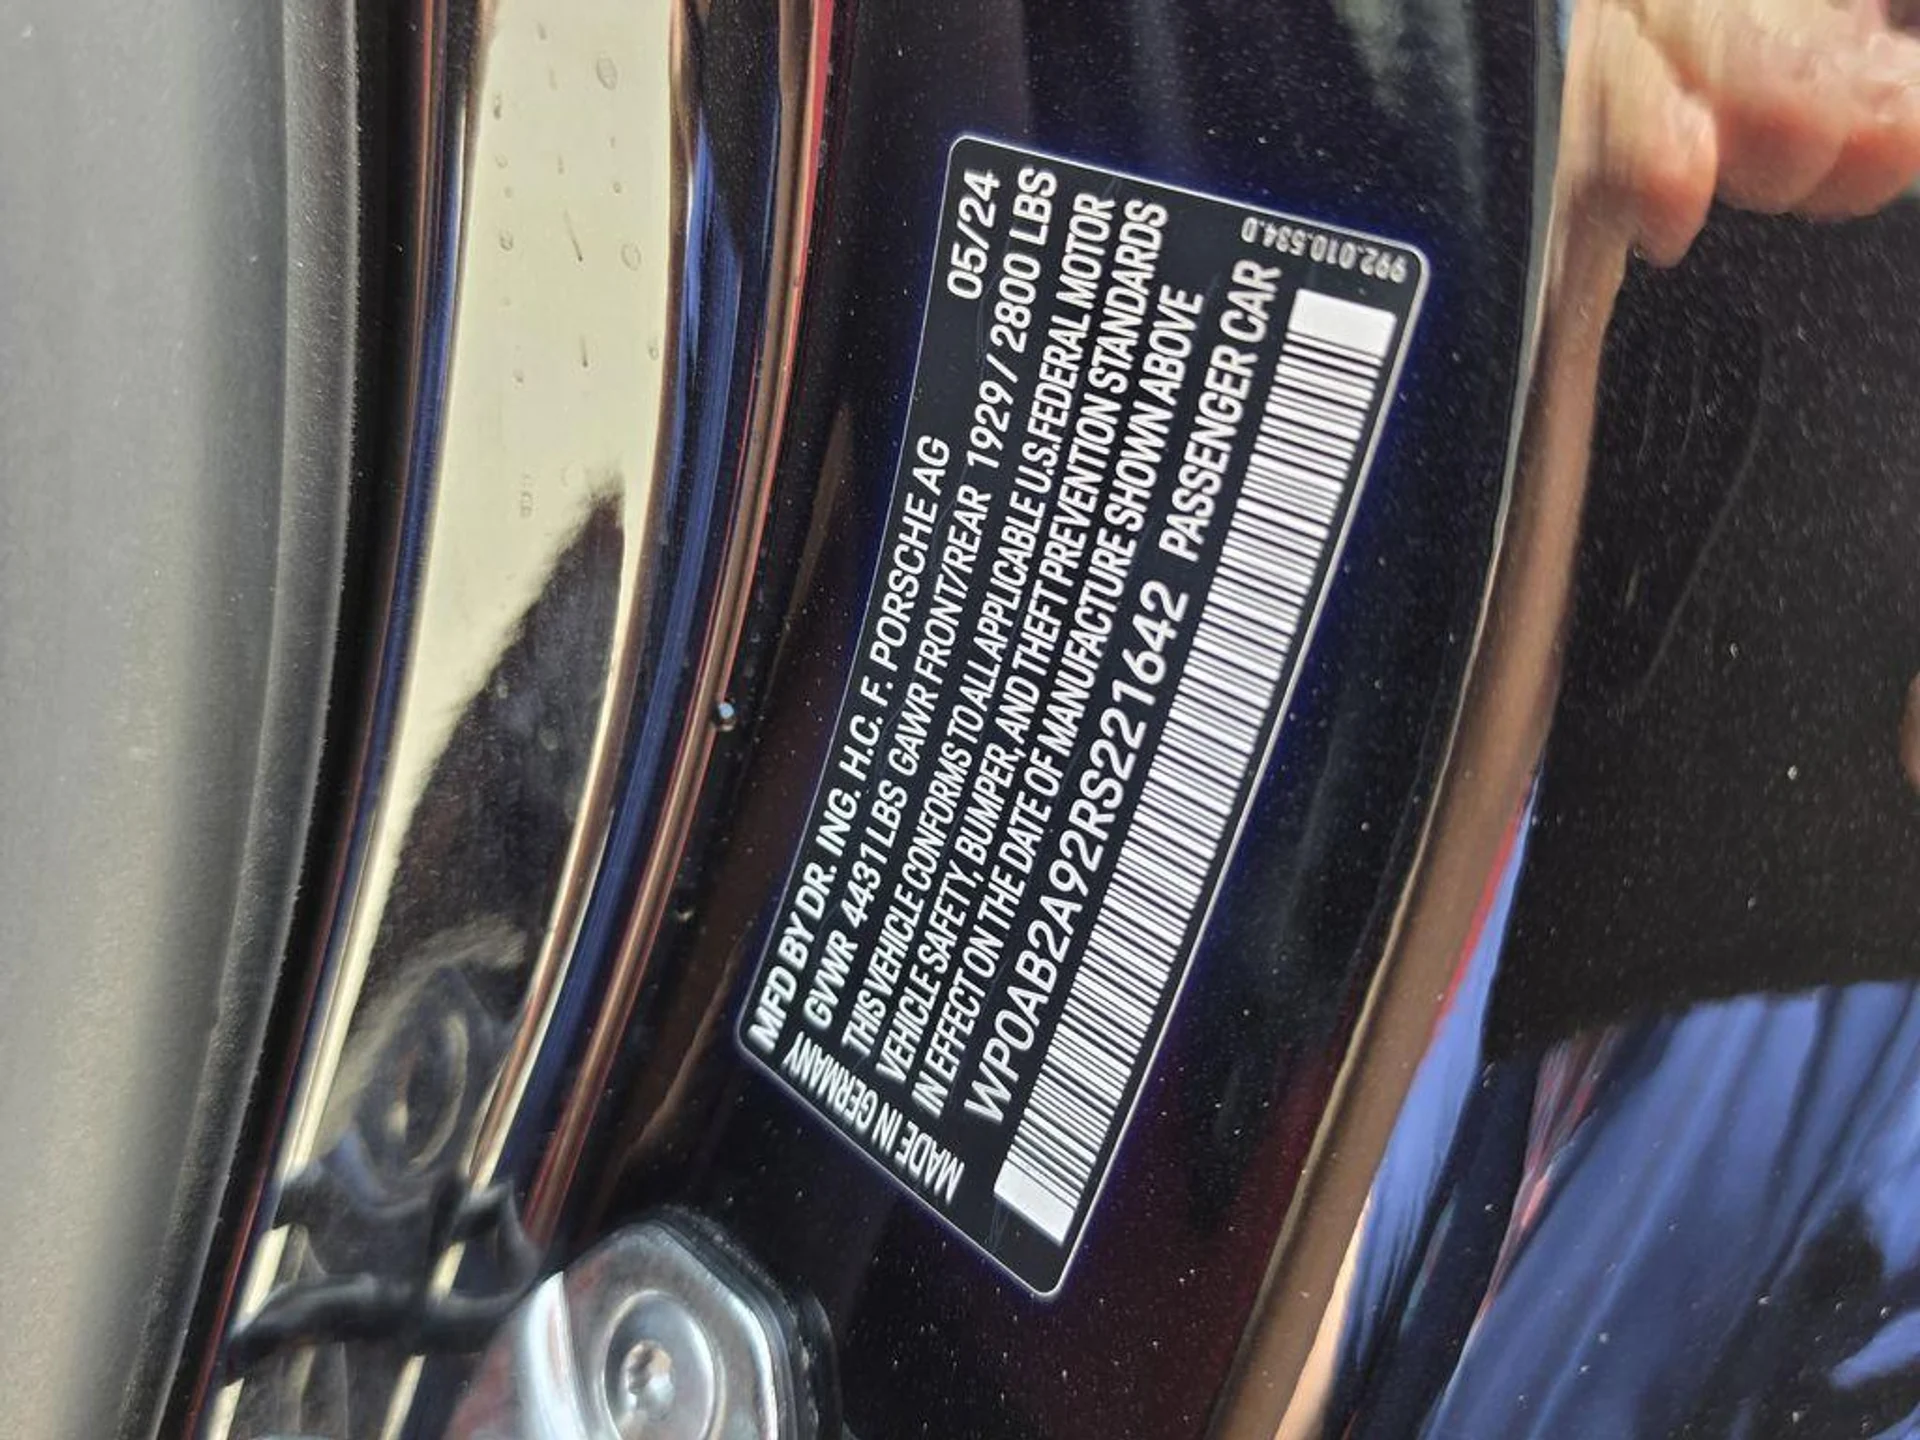 MFD BY DR. ING. H.C. F. PORSCHE AG 05/24
GVWR 4431 LBS GAWR FRONT/REAR 1929 / 2800 LBS
THIS VEHICLE CONFORMS TO ALL APPLICABLE U.S. FEDERAL MOTOR
VEHICLE SAFETY, BUMPER, AND THEFT PREVENTION STANDARDS
IN EFFECT ON THE DATE OF MANUFACTURE SHOWN ABOVE
WP0AB2A92RS221642 PASSENGER CAR
MADE IN GERMANY
992.010.534.D